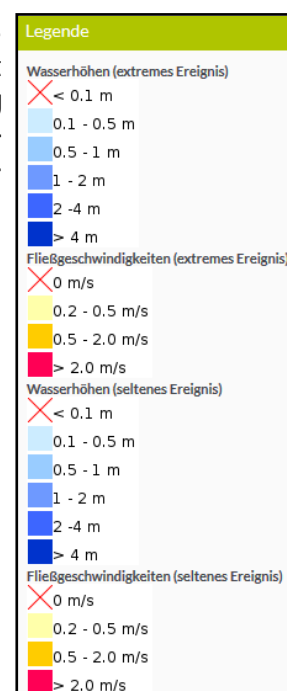 Legende
Wasserhöhen (extremes Ereignis)
< 0.1 m
0.1 - 0.5 m
0.5 - 1 m
1 - 2 m
2 -4 m
> 4 m
Fließgeschwindigkeiten (extremes Ereignis)
0 m/s
0.2 - 0.5 m/s
0.5 - 2.0 m/s
> 2.0 m/s
Wasserhöhen (seltenes Ereignis)
< 0.1 m
0.1 - 0.5 m
0.5 - 1 m
1 - 2 m
2 -4 m
> 4 m
Fließgeschwindigkeiten (seltenes Ereignis)
0 m/s
0.2 - 0.5 m/s
0.5 - 2.0 m/s
> 2.0 m/s